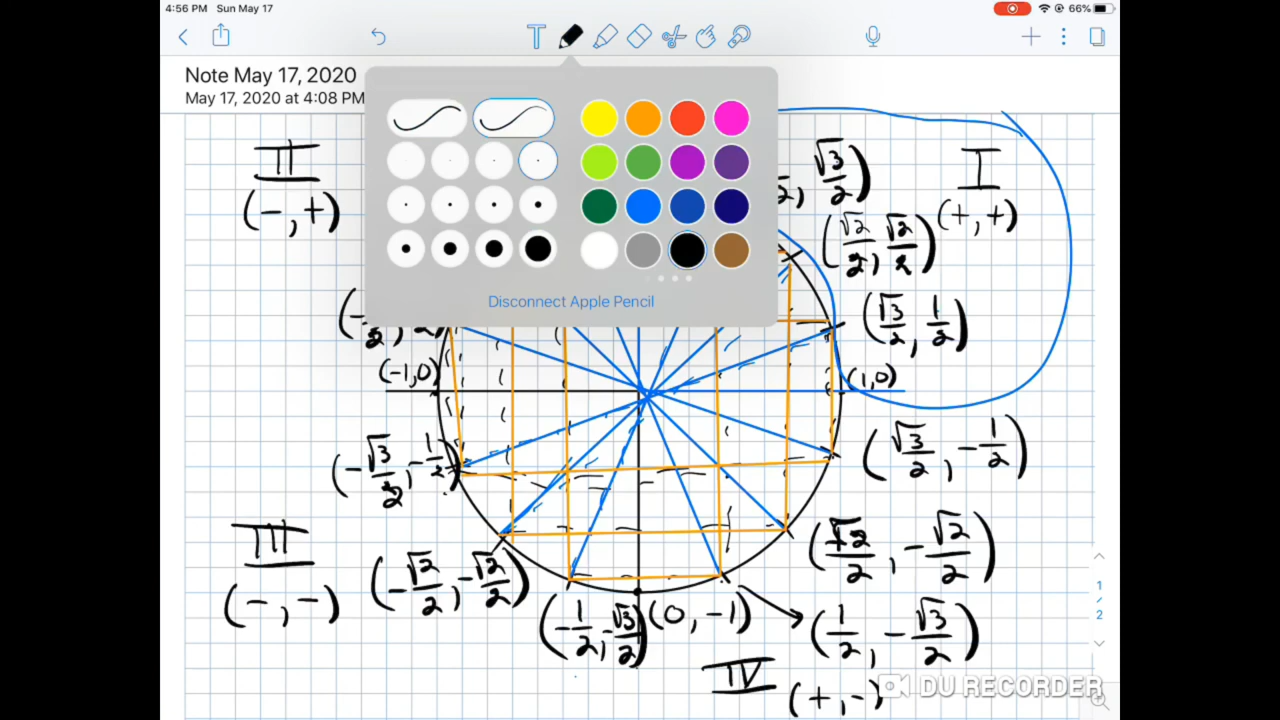 4:56 PM Sun May 17
66%
T
Note May 17, 2020
May 17, 2020 at 4:08 PM
Disconnect Apple Pencil
II
(-, +)
√3/2)
I
(+, +)
(√2/2, √2/2)
(√3/2, 1/2)
(-1, 0)
(1, 0)
(-√3/2, -1/2)
(√3/2, -1/2)
III
(-, -)
(-√2/2, -√2/2)
(√2/2, -√2/2)
(-1/2, -√3/2)
(0, -1)
(1/2, -√3/2)
IV
(+, -)
1
/
2
DU RECORDER